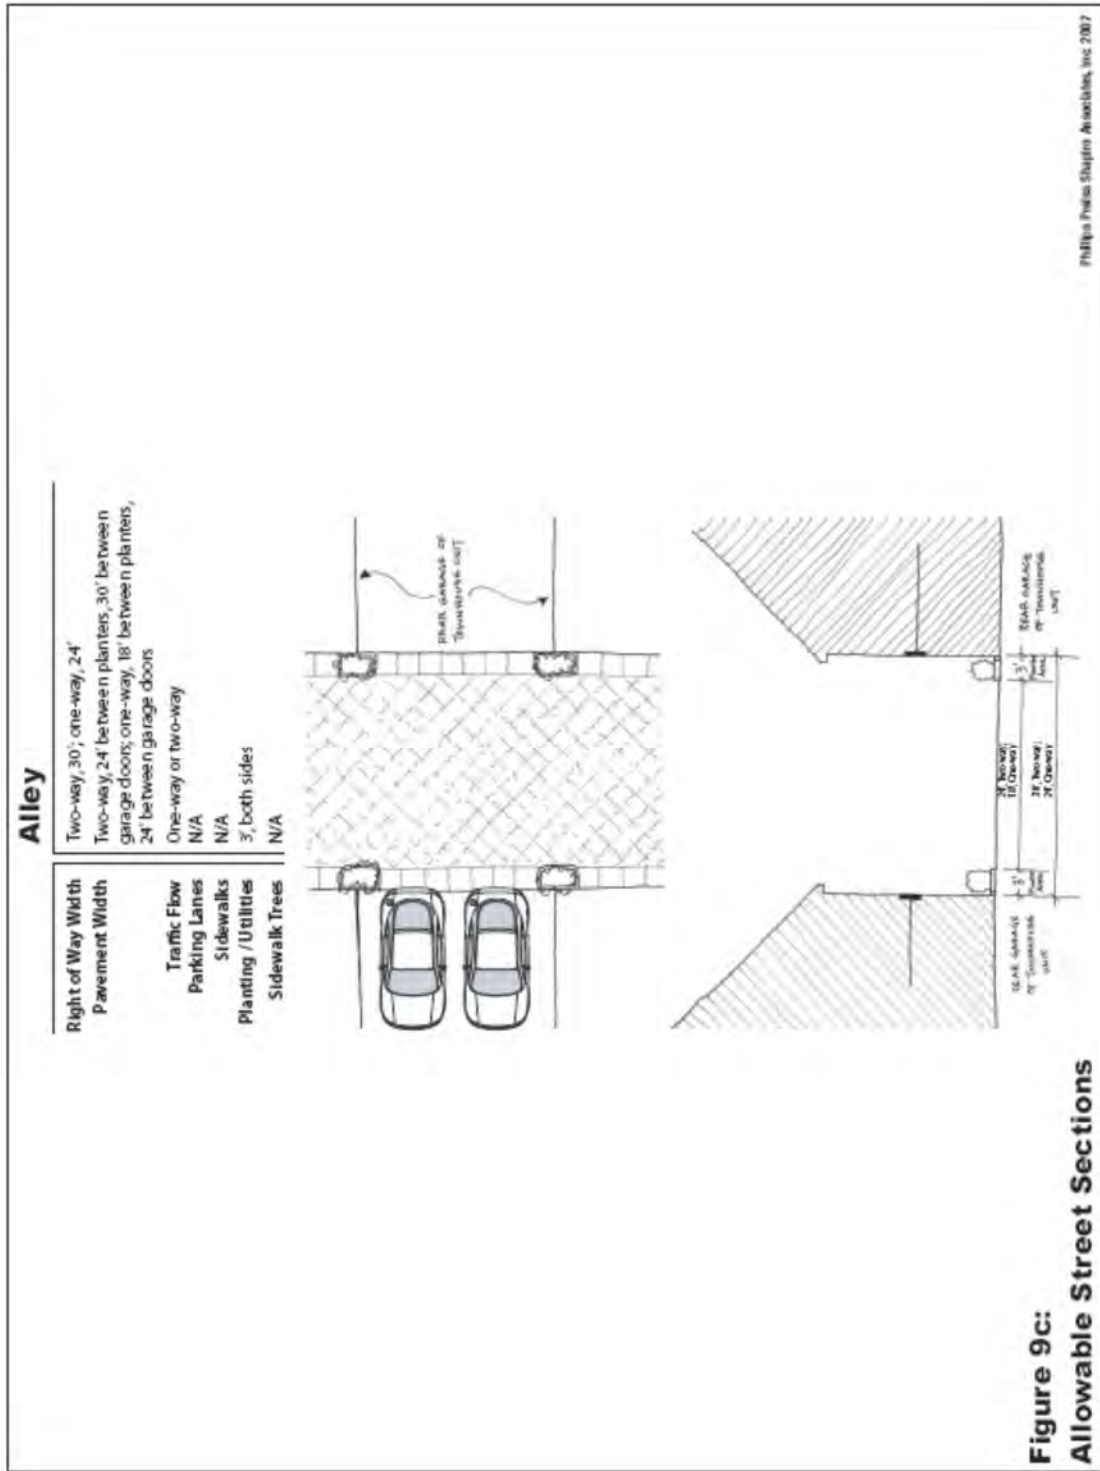 Alley
Right of Way Width Two-way, 30'; one-way, 24'
Pavement Width Two-way, 24' between planters, 30' between
garage doors; one-way, 18' between planters,
24' between garage doors
Traffic Flow One-way or two-way
Parking Lanes N/A
Sidewalks N/A
Planting / Utilities 3', both sides
Sidewalk Trees N/A
REAR GARAGE OF
TOWNHOUSE UNIT
REAR GARAGE
OF TOWNHOUSE
UNIT
3'
Area
Two-way;
18', One-way
Two-way;
One-way
3'
Area
REAR GARAGE
OF TOWNHOUSE
UNIT
Figure 9c:
Allowable Street Sections
Phillips Preiss Shapiro Associates, Inc. 2007